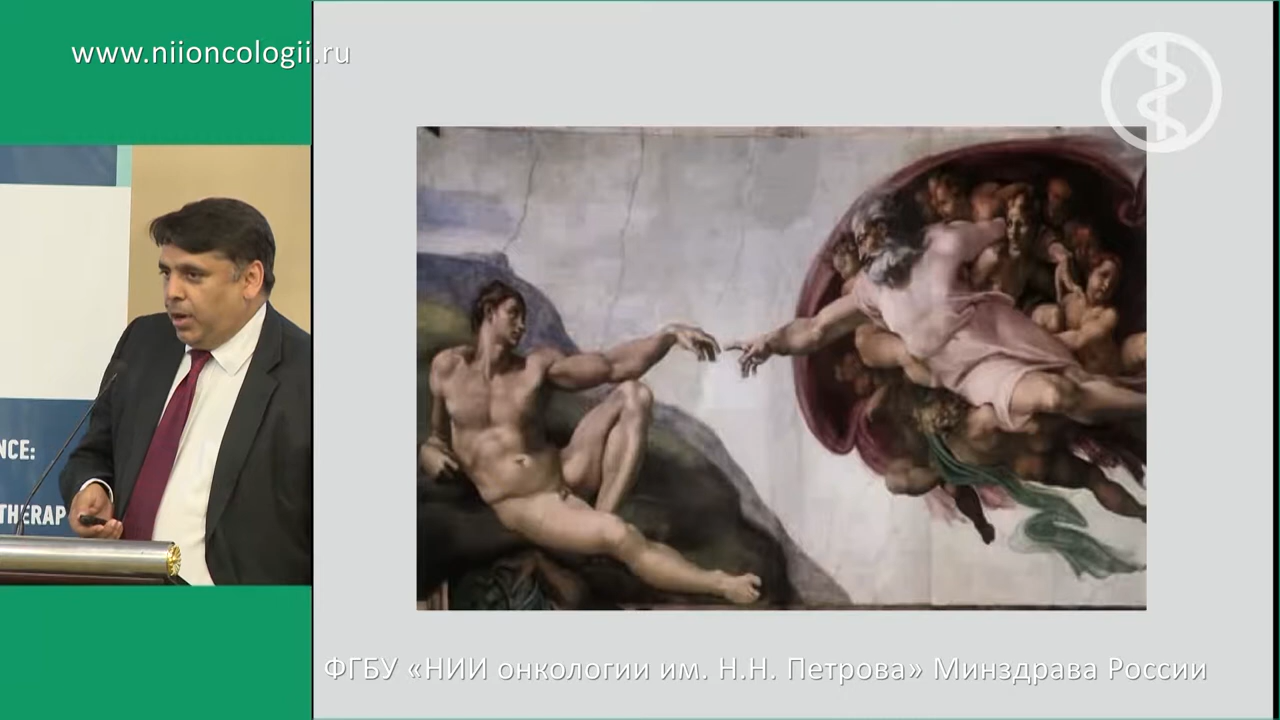 www.niioncologii.ru
NCE:
THERAP
ФГБУ «НИИ онкологии им. Н.Н. Петрова» Минздрава России